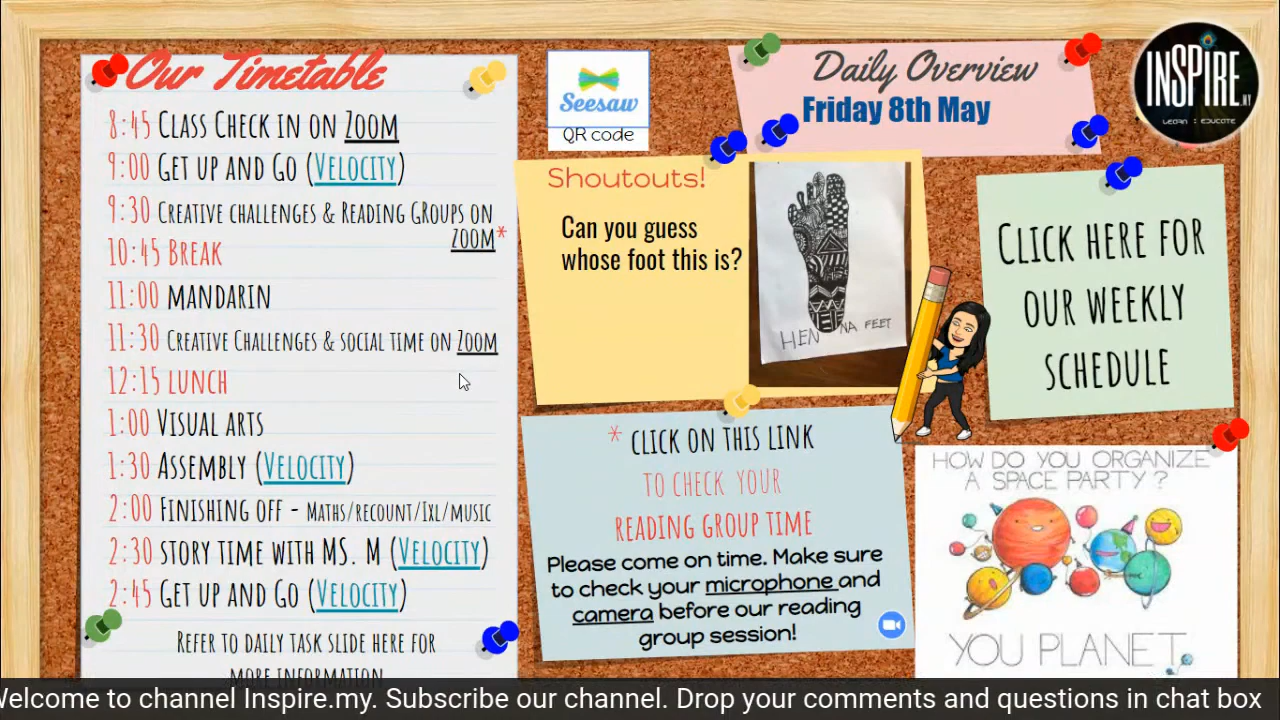 Our Timetable
8:45 Class Check in on Zoom
9:00 Get up and Go (Velocity)
9:30 Creative challenges & Reading Groups on
zoom*
10:45 Break
11:00 Mandarin
11:30 Creative Challenges & social time on Zoom
12:15 Lunch
1:00 Visual arts
1:30 Assembly (Velocity)
2:00 Finishing off - Maths/recount/Ixl/music
2:30 story time with Ms. M (Velocity)
2:45 Get up and Go (Velocity)
Refer to daily task slide here for
more information
Seesaw
QR code
Daily Overview
Friday 8th May
INSPIRE.MY
LEARN : EDUCATE
Shoutouts!
Can you guess
whose foot this is?
HENNA FEET
Click here for
our weekly
schedule
* Click on this link
to check your
reading group time
Please come on time. Make sure
to check your microphone and
camera before our reading
group session!
HOW DO YOU ORGANIZE
A SPACE PARTY?
YOU PLANET
Welcome to channel Inspire.my. Subscribe our channel. Drop your comments and questions in chat box